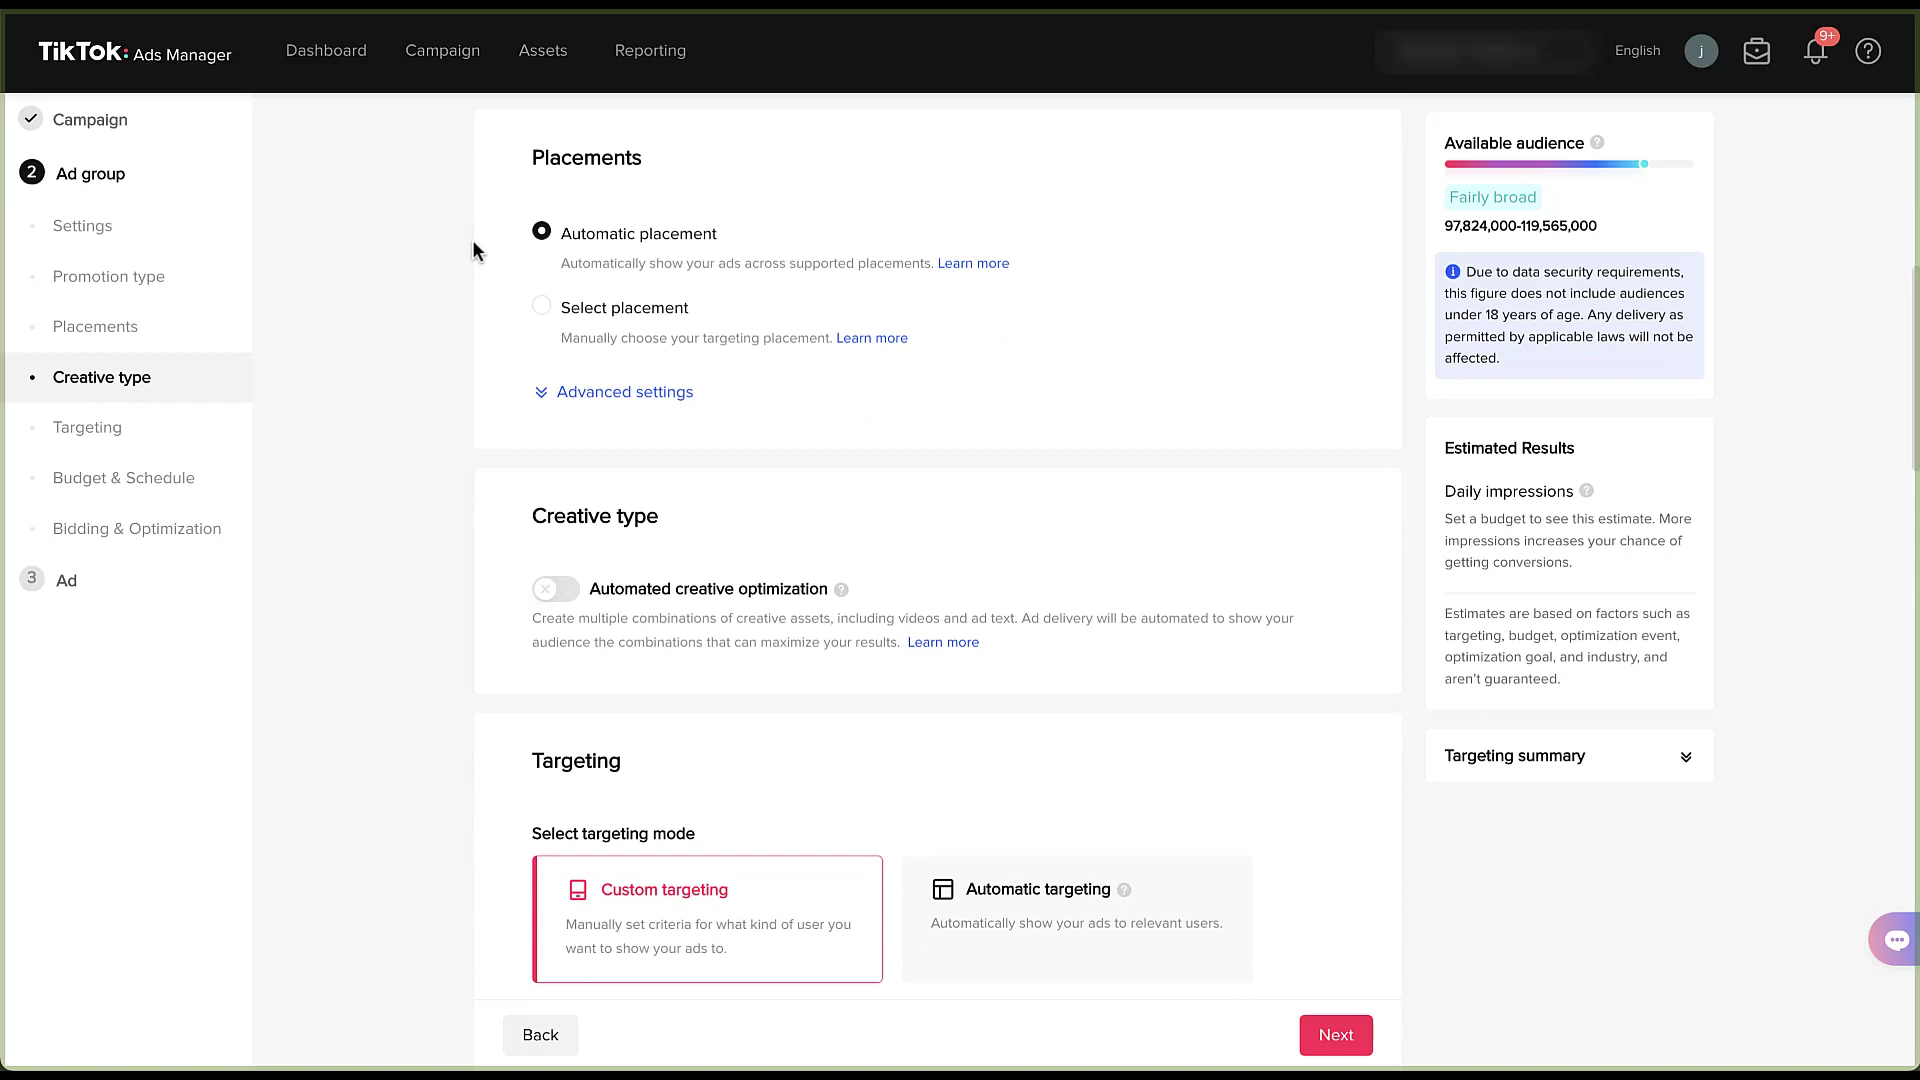 TikTok: Ads Manager
Dashboard
Campaign
Assets
Reporting
English
j
9+
Campaign
2 Ad group
Settings
Promotion type
Placements
Creative type
Targeting
Budget & Schedule
Bidding & Optimization
3 Ad
Placements
Automatic placement
Automatically show your ads across supported placements. Learn more
Select placement
Manually choose your targeting placement. Learn more
Advanced settings
Creative type
Automated creative optimization
Create multiple combinations of creative assets, including videos and ad text. Ad delivery will be automated to show your
audience the combinations that can maximize your results. Learn more
Targeting
Select targeting mode
Custom targeting
Manually set criteria for what kind of user you
want to show your ads to.
Automatic targeting
Automatically show your ads to relevant users.
Back
Next
Available audience
Fairly broad
97,824,000-119,565,000
Due to data security requirements,
this figure does not include audiences
under 18 years of age. Any delivery as
permitted by applicable laws will not be
affected.
Estimated Results
Daily impressions
Set a budget to see this estimate. More
impressions increases your chance of
getting conversions.
Estimates are based on factors such as
targeting, budget, optimization event,
optimization goal, and industry, and
aren't guaranteed.
Targeting summary